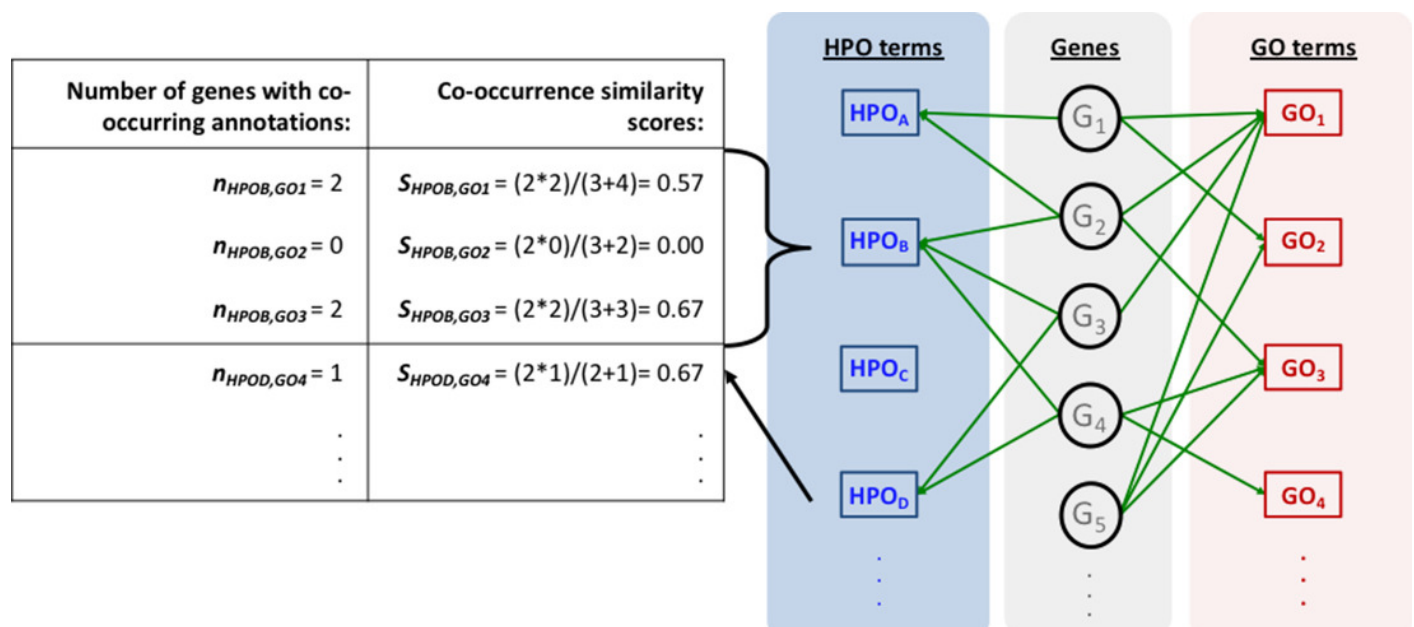 Number of genes with co-
occurring annotations:
Co-occurrence similarity
scores:
nHPOB,GO1 = 2
SHPOB,GO1 = (2*2)/(3+4)= 0.57
nHPOB,GO2 = 0
SHPOB,GO2 = (2*0)/(3+2)= 0.00
nHPOB,GO3 = 2
SHPOB,GO3 = (2*2)/(3+3)= 0.67
nHPOD,GO4 = 1
SHPOD,GO4 = (2*1)/(2+1)= 0.67
.
.
.
.
.
.
HPO terms
Genes
GO terms
HPOA
G1
GO1
HPOB
G2
GO2
G3
HPOC
GO3
G4
HPOD
GO4
G5
.
.
.
.
.
.
.
.
.